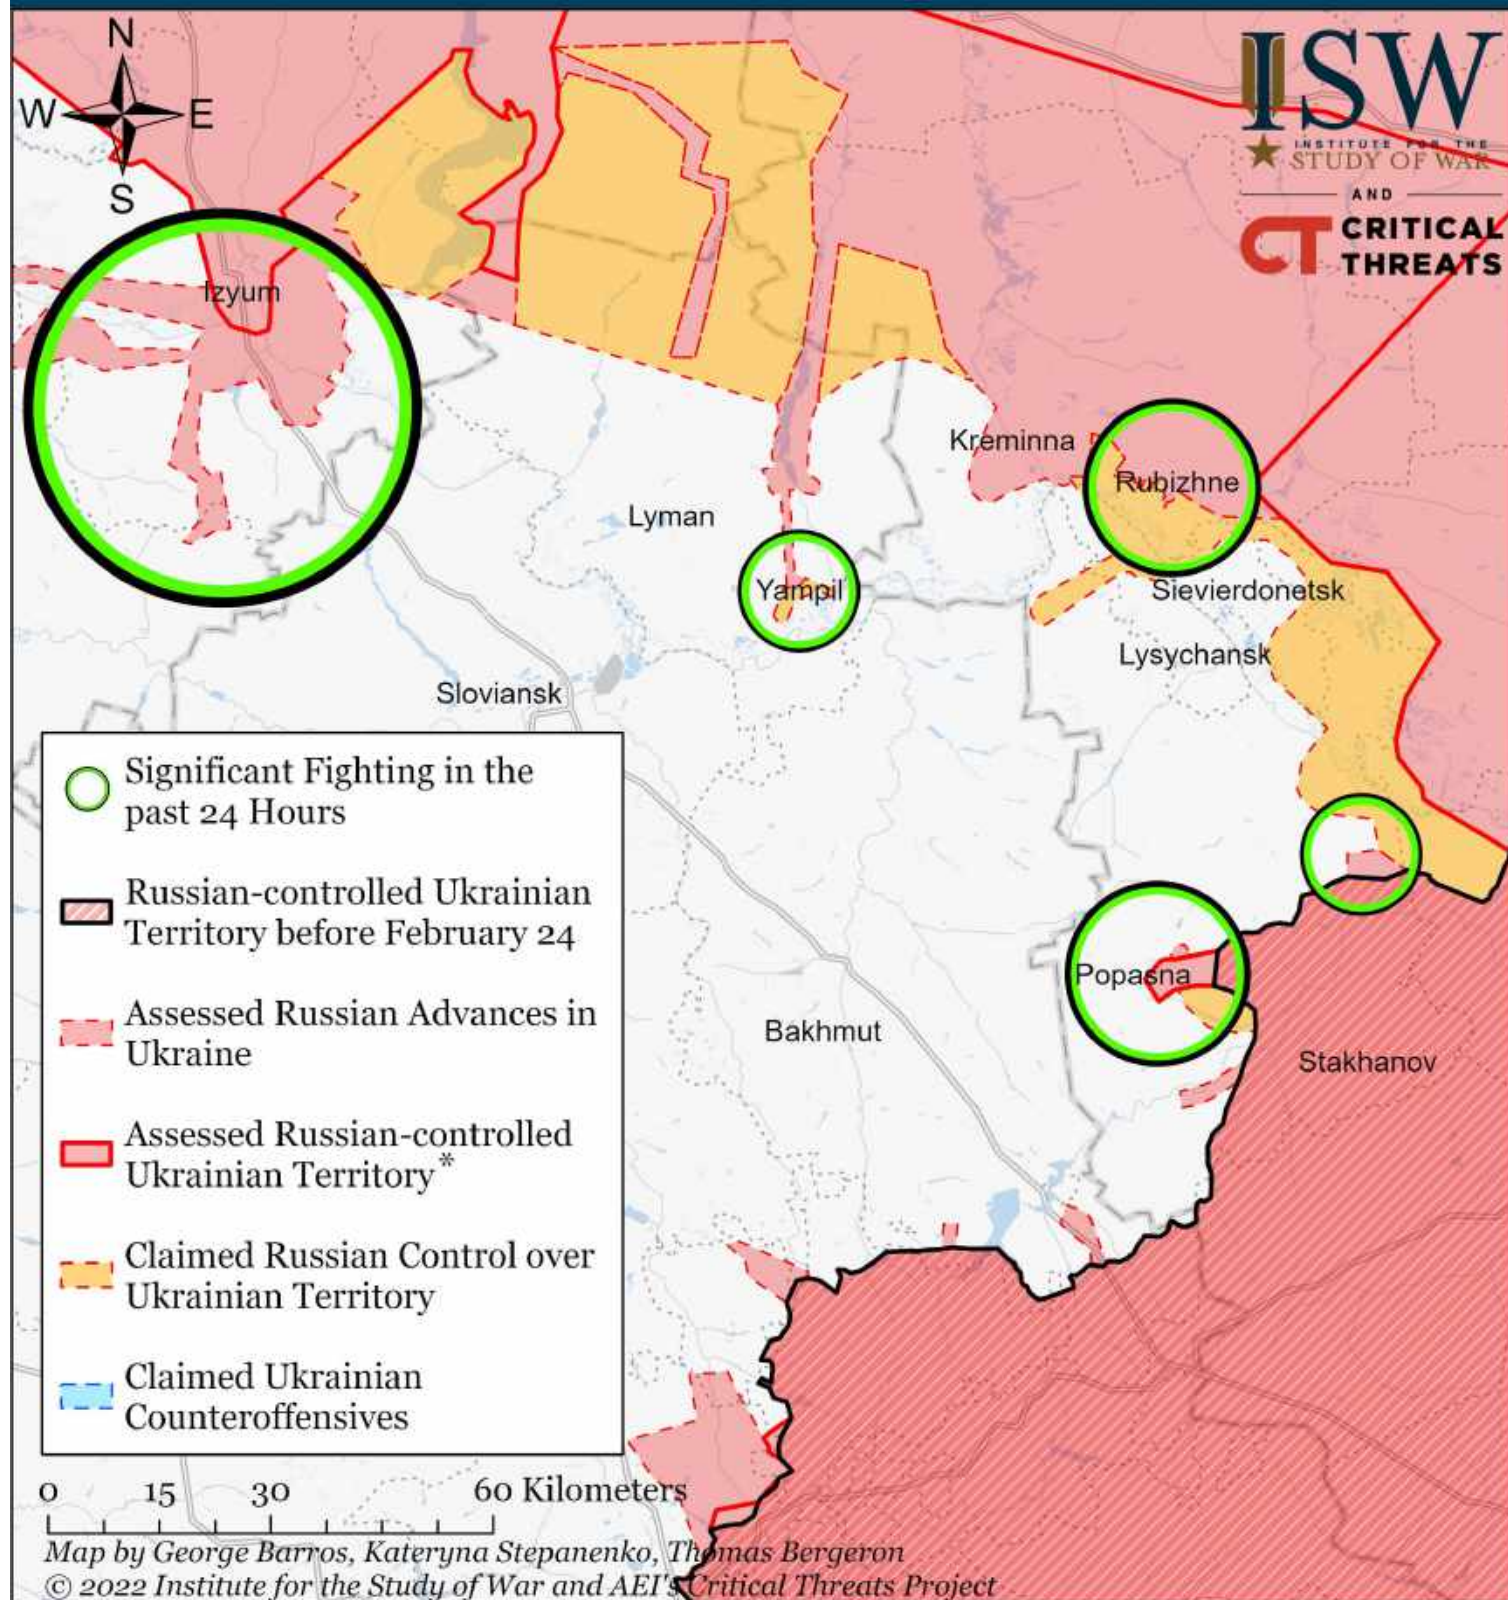 N
W E
S
ISW
INSTITUTE FOR THE
STUDY OF WAR
AND
CT CRITICAL
THREATS
Izyum
Kreminna
Rubizhne
Lyman
Yampil
Sievierdonetsk
Lysychansk
Sloviansk
Popasna
Bakhmut
Stakhanov
Significant Fighting in the
past 24 Hours
Russian-controlled Ukrainian
Territory before February 24
Assessed Russian Advances in
Ukraine
Assessed Russian-controlled
Ukrainian Territory*
Claimed Russian Control over
Ukrainian Territory
Claimed Ukrainian
Counteroffensives
0 15 30 60 Kilometers
Map by George Barros, Kateryna Stepanenko, Thomas Bergeron
© 2022 Institute for the Study of War and AEI's Critical Threats Project